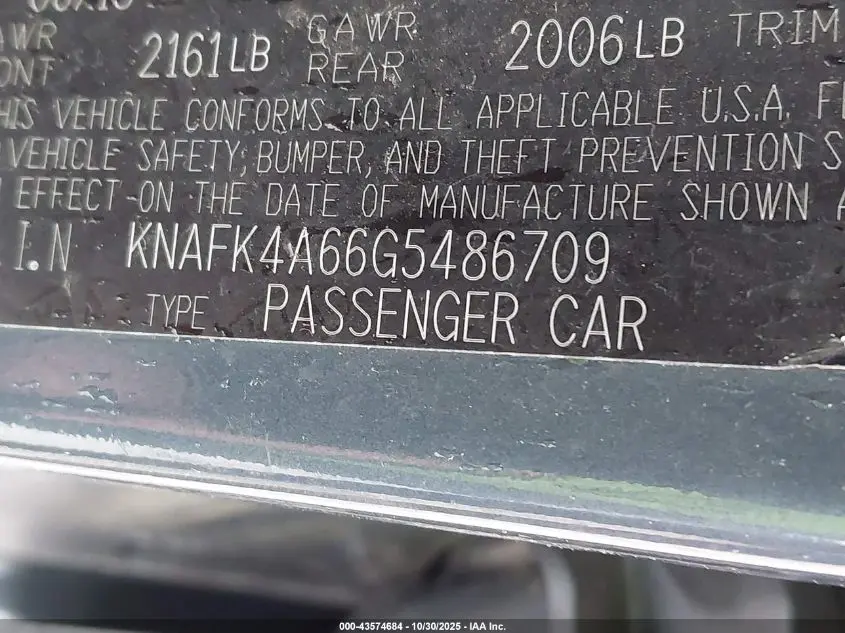 GAWR
2161LB
REAR
2006LB
TRIM
VEHICLE CONFORMS TO ALL APPLICABLE U.S.A.
VEHICLE SAFETY, BUMPER, AND THEFT PREVENTION
EFFECT ON THE DATE OF MANUFACTURE SHOWN
I.N KNAFK4A66G5486709
TYPE PASSENGER CAR
000-43574684 - 10/30/2025 - IAA Inc.